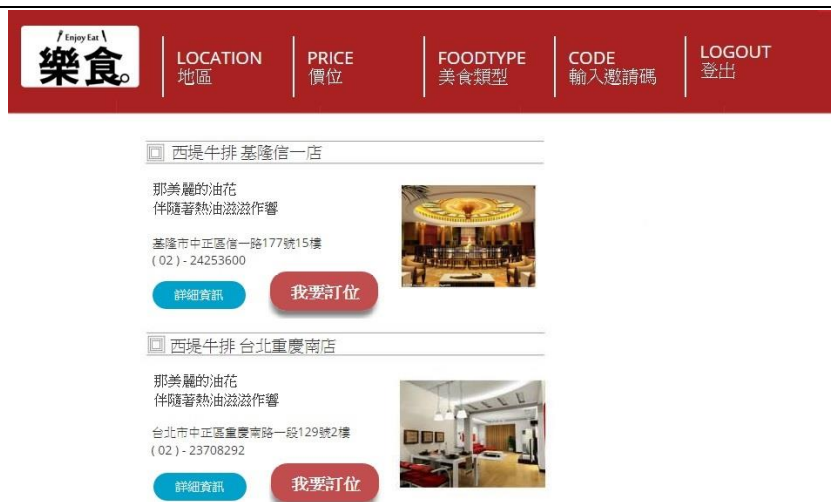 Enjoy Eat
樂食。
LOCATION
地區
PRICE
價位
FOODTYPE
美食類型
CODE
輸入邀請碼
LOGOUT
登出
西堤牛排 基隆信一店
那美麗的油花
伴隨著熱油滋滋作響
基隆市中正區信一路177號15樓
( 02 ) - 24253600
詳細資訊
我要訂位
西堤牛排 台北重慶南店
那美麗的油花
伴隨著熱油滋滋作響
台北市中正區重慶南路一段129號2樓
( 02 ) - 23708292
詳細資訊
我要訂位